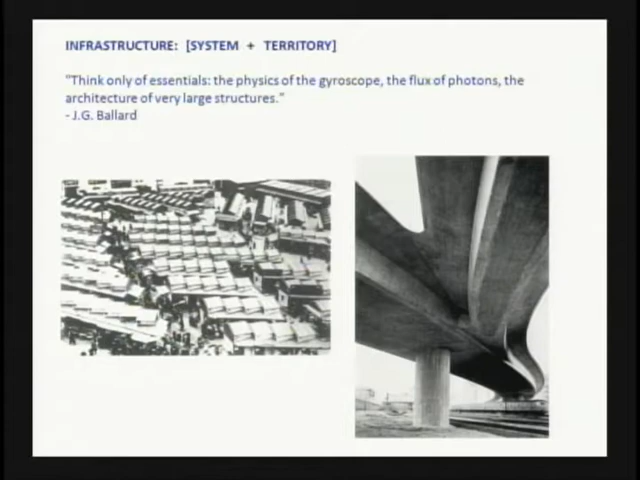 INFRASTRUCTURE: [SYSTEM + TERRITORY]
"Think only of essentials: the physics of the gyroscope, the flux of photons, the
architecture of very large structures."
- J.G. Ballard